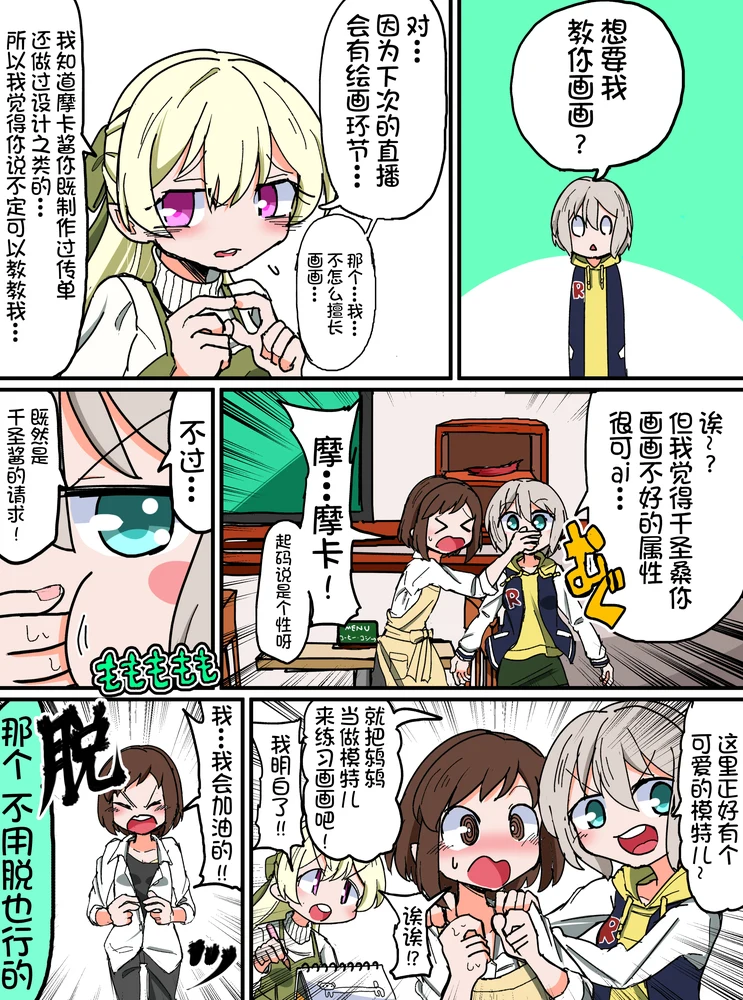 想要我
教你画画？
R
对…
因为下次的直播
会有绘画环节…
那个…我…
不怎么擅长
画画…
我知道摩卡酱你既制作过传单
还做过设计之类的…
所以我觉得你说不定可以教教我…
诶~？
但我觉得千圣桑你
画画不好的属性
很可ai…
むぐ
摩…摩卡！
起码说是个性呀
MENU
コーヒー
R
不过…
既然是
千圣酱的请求！
もももも
这里正好有个
可爱的模特儿~
就把鸫鸫
当做模特儿
来练习画画吧！
我明白了!!
诶诶!?
R
我…我会加油的!!
脱
ッ
那个 不用脱也行的